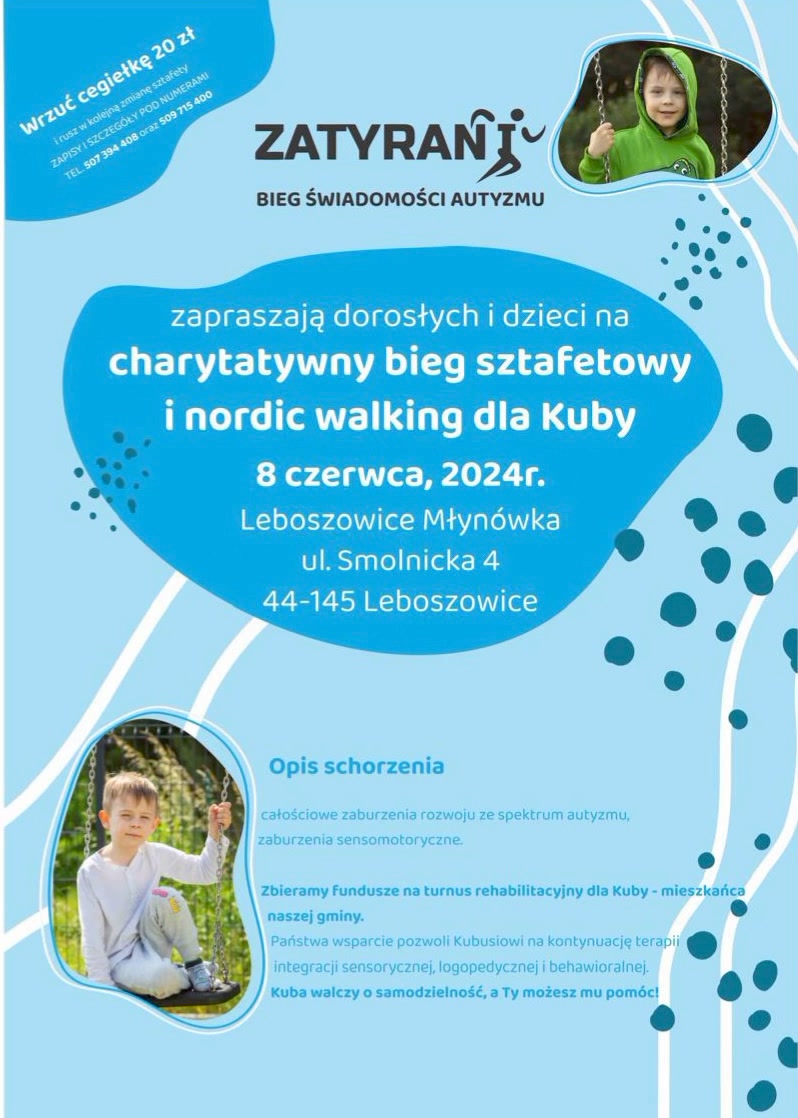 Wrzuć cegiełkę 20 zł
i rusz w kolejną zmianę sztafety
ZAPISY I SZCZEGÓŁY POD NUMERAMI
TEL. 507 394 408 oraz 509 715 400
ZATYRANI
BIEG ŚWIADOMOŚCI AUTYZMU
zapraszają dorosłych i dzieci na
charytatywny bieg sztafetowy
i nordic walking dla Kuby
8 czerwca, 2024r.
Leboszowice Młynówka
ul. Smolnicka 4
44-145 Leboszowice
Opis schorzenia
całościowe zaburzenia rozwoju ze spektrum autyzmu,
zaburzenia sensomotoryczne.
Zbieramy fundusze na turnus rehabilitacyjny dla Kuby - mieszkańca
naszej gminy.
Państwa wsparcie pozwoli Kubusiowi na kontynuację terapii
integracji sensorycznej, logopedycznej i behawioralnej.
Kuba walczy o samodzielność, a Ty możesz mu pomóc!